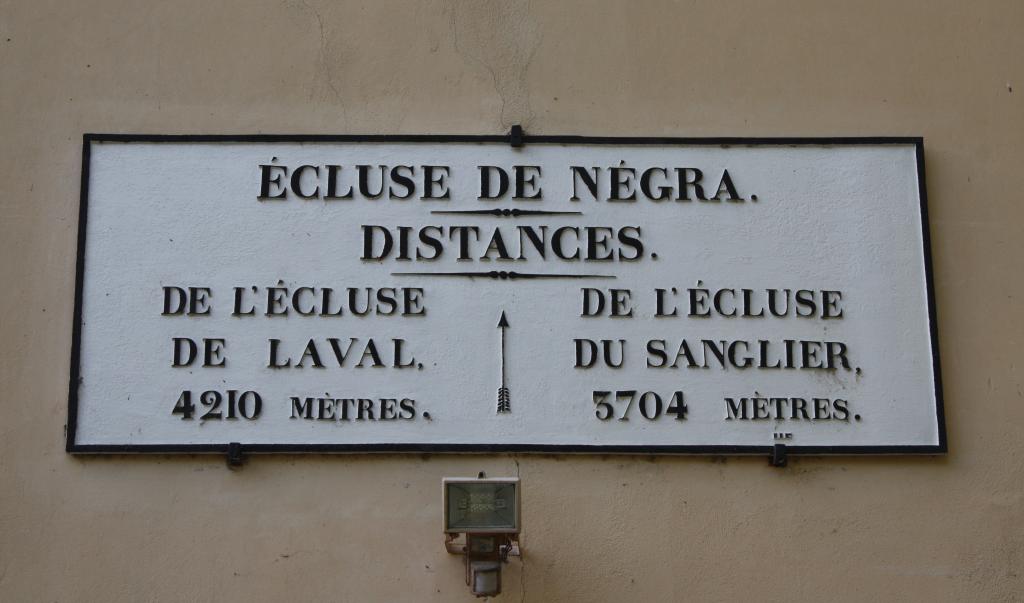 ÉCLUSE DE NÉGRA.
DISTANCES.
DE L'ÉCLUSE
DE LAVAL,
4210 MÈTRES.
DE L'ÉCLUSE
DU SANGLIER,
3704 MÈTRES.